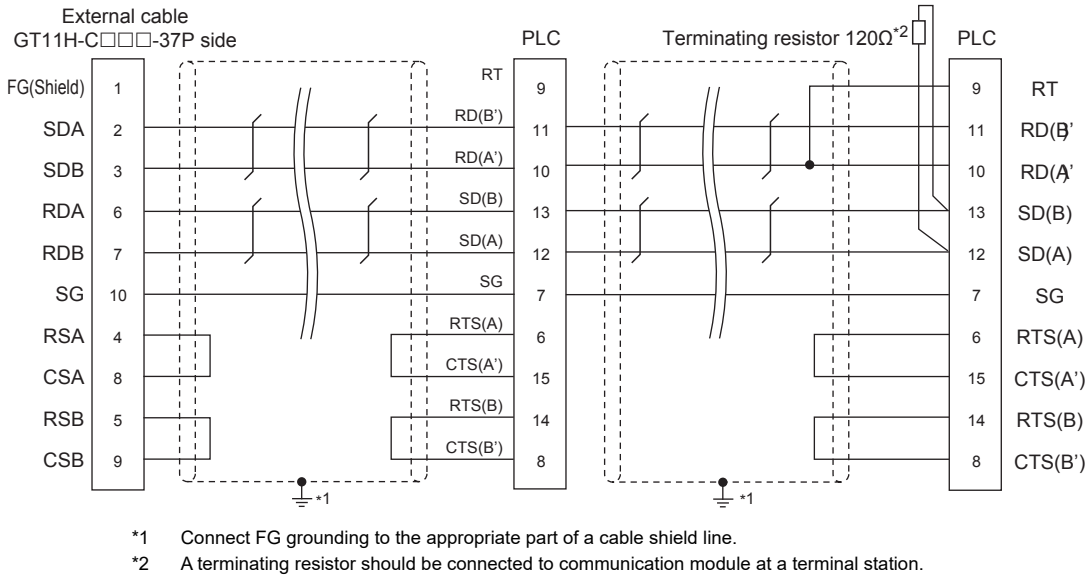 External cable
GT11H-C□□□-37P side
PLC
Terminating resistor 120Ω*2
PLC
FG(Shield) 1 RT 9 9 RT
SDA 2 RD(B') 11 11 RD(B'
SDB 3 RD(A') 10 10 RD(A'
RDA 6 SD(B) 13 13 SD(B)
RDB 7 SD(A) 12 12 SD(A)
SG 10 SG 7 7 SG
RSA 4 RTS(A) 6 6 RTS(A)
CSA 8 CTS(A') 15 15 CTS(A')
RSB 5 RTS(B) 14 14 RTS(B)
CSB 9 CTS(B') 8 8 CTS(B')
*1 *1
*1 Connect FG grounding to the appropriate part of a cable shield line.
*2 A terminating resistor should be connected to communication module at a terminal station.